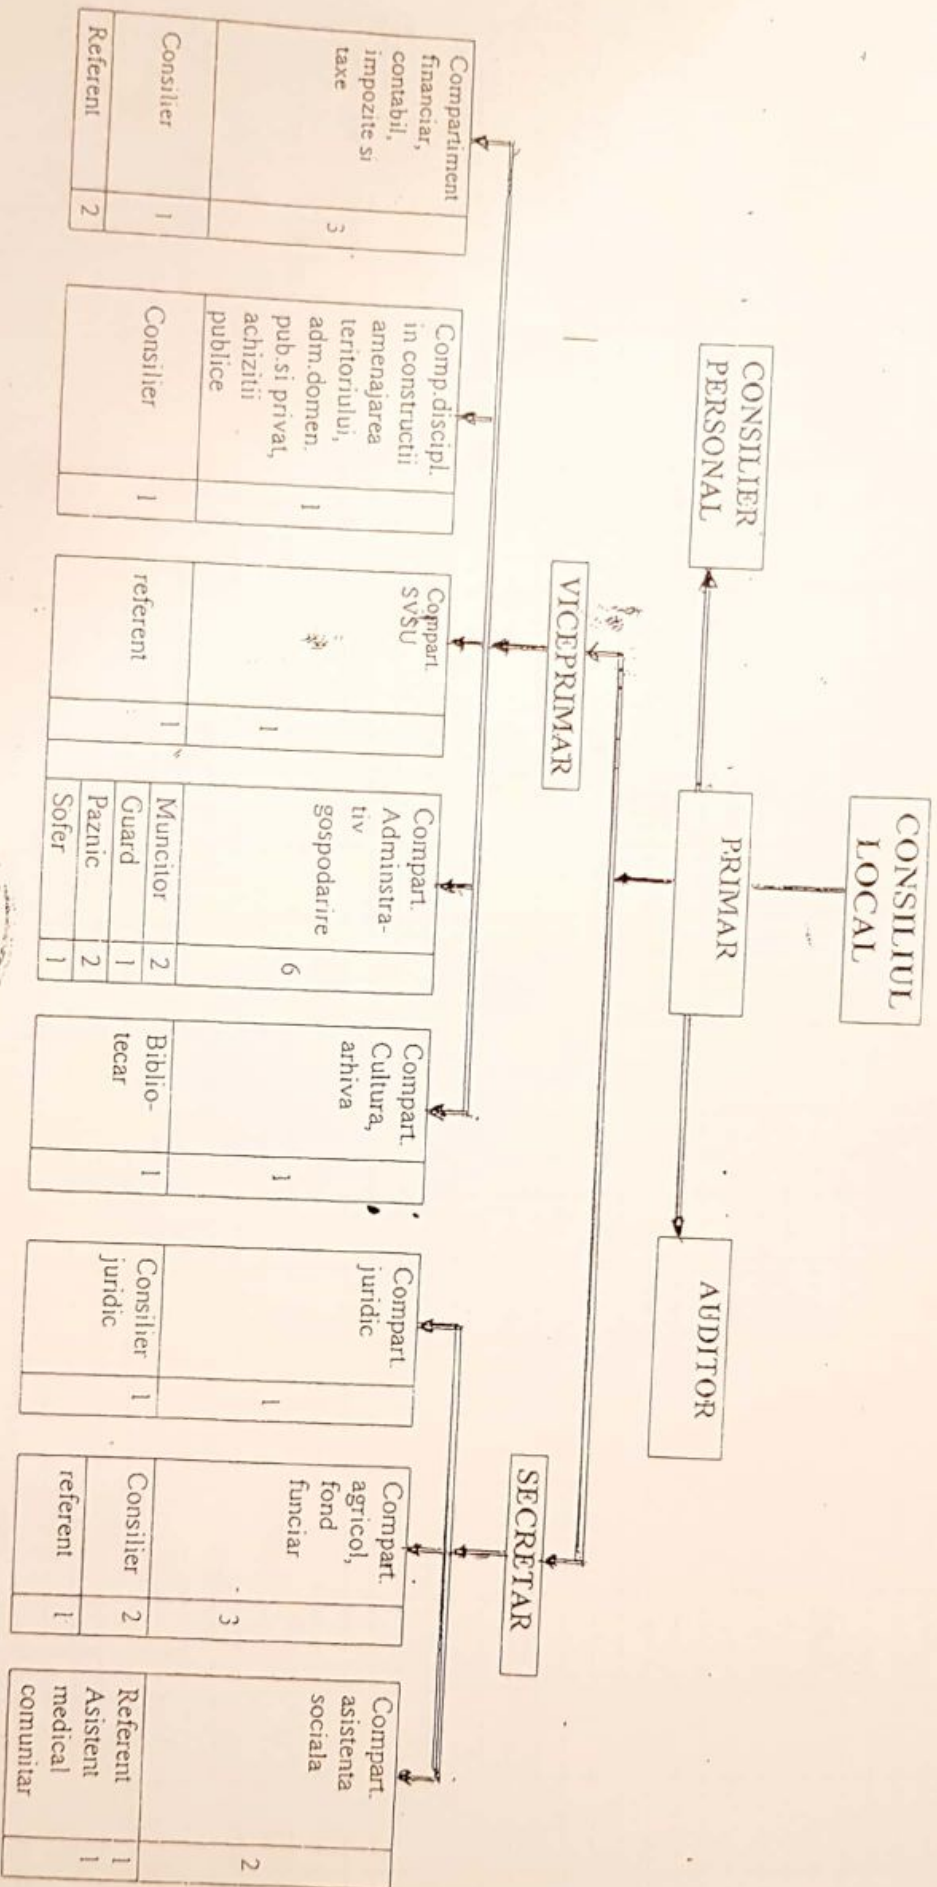 CONSILIUL
LOCAL
CONSILIER
PERSONAL
PRIMAR
AUDITOR
VICEPRIMAR
SECRETAR
Compartiment
financiar,
contabil,
impozite si
taxe
3
Consilier 1
Referent 2
Comp.discipl.
in constructii
amenajarea
teritoriului,
adm.domen.
pub.si privat,
achizitii
publice
1
Consilier 1
Compart.
SVSU
1
referent 1
Compart.
Adminstra-
tiv
gospodarire
6
Muncitor 2
Guard 1
Paznic 2
Sofer 1
Compart.
Cultura,
arhiva
1
Biblio-
tecar 1
Compart.
juridic
1
Consilier
juridic 1
Compart.
agricol,
fond
funciar
3
Consilier 2
referent 1
Compart.
asistenta
sociala
2
Referent 1
Asistent 1
medical
comunitar